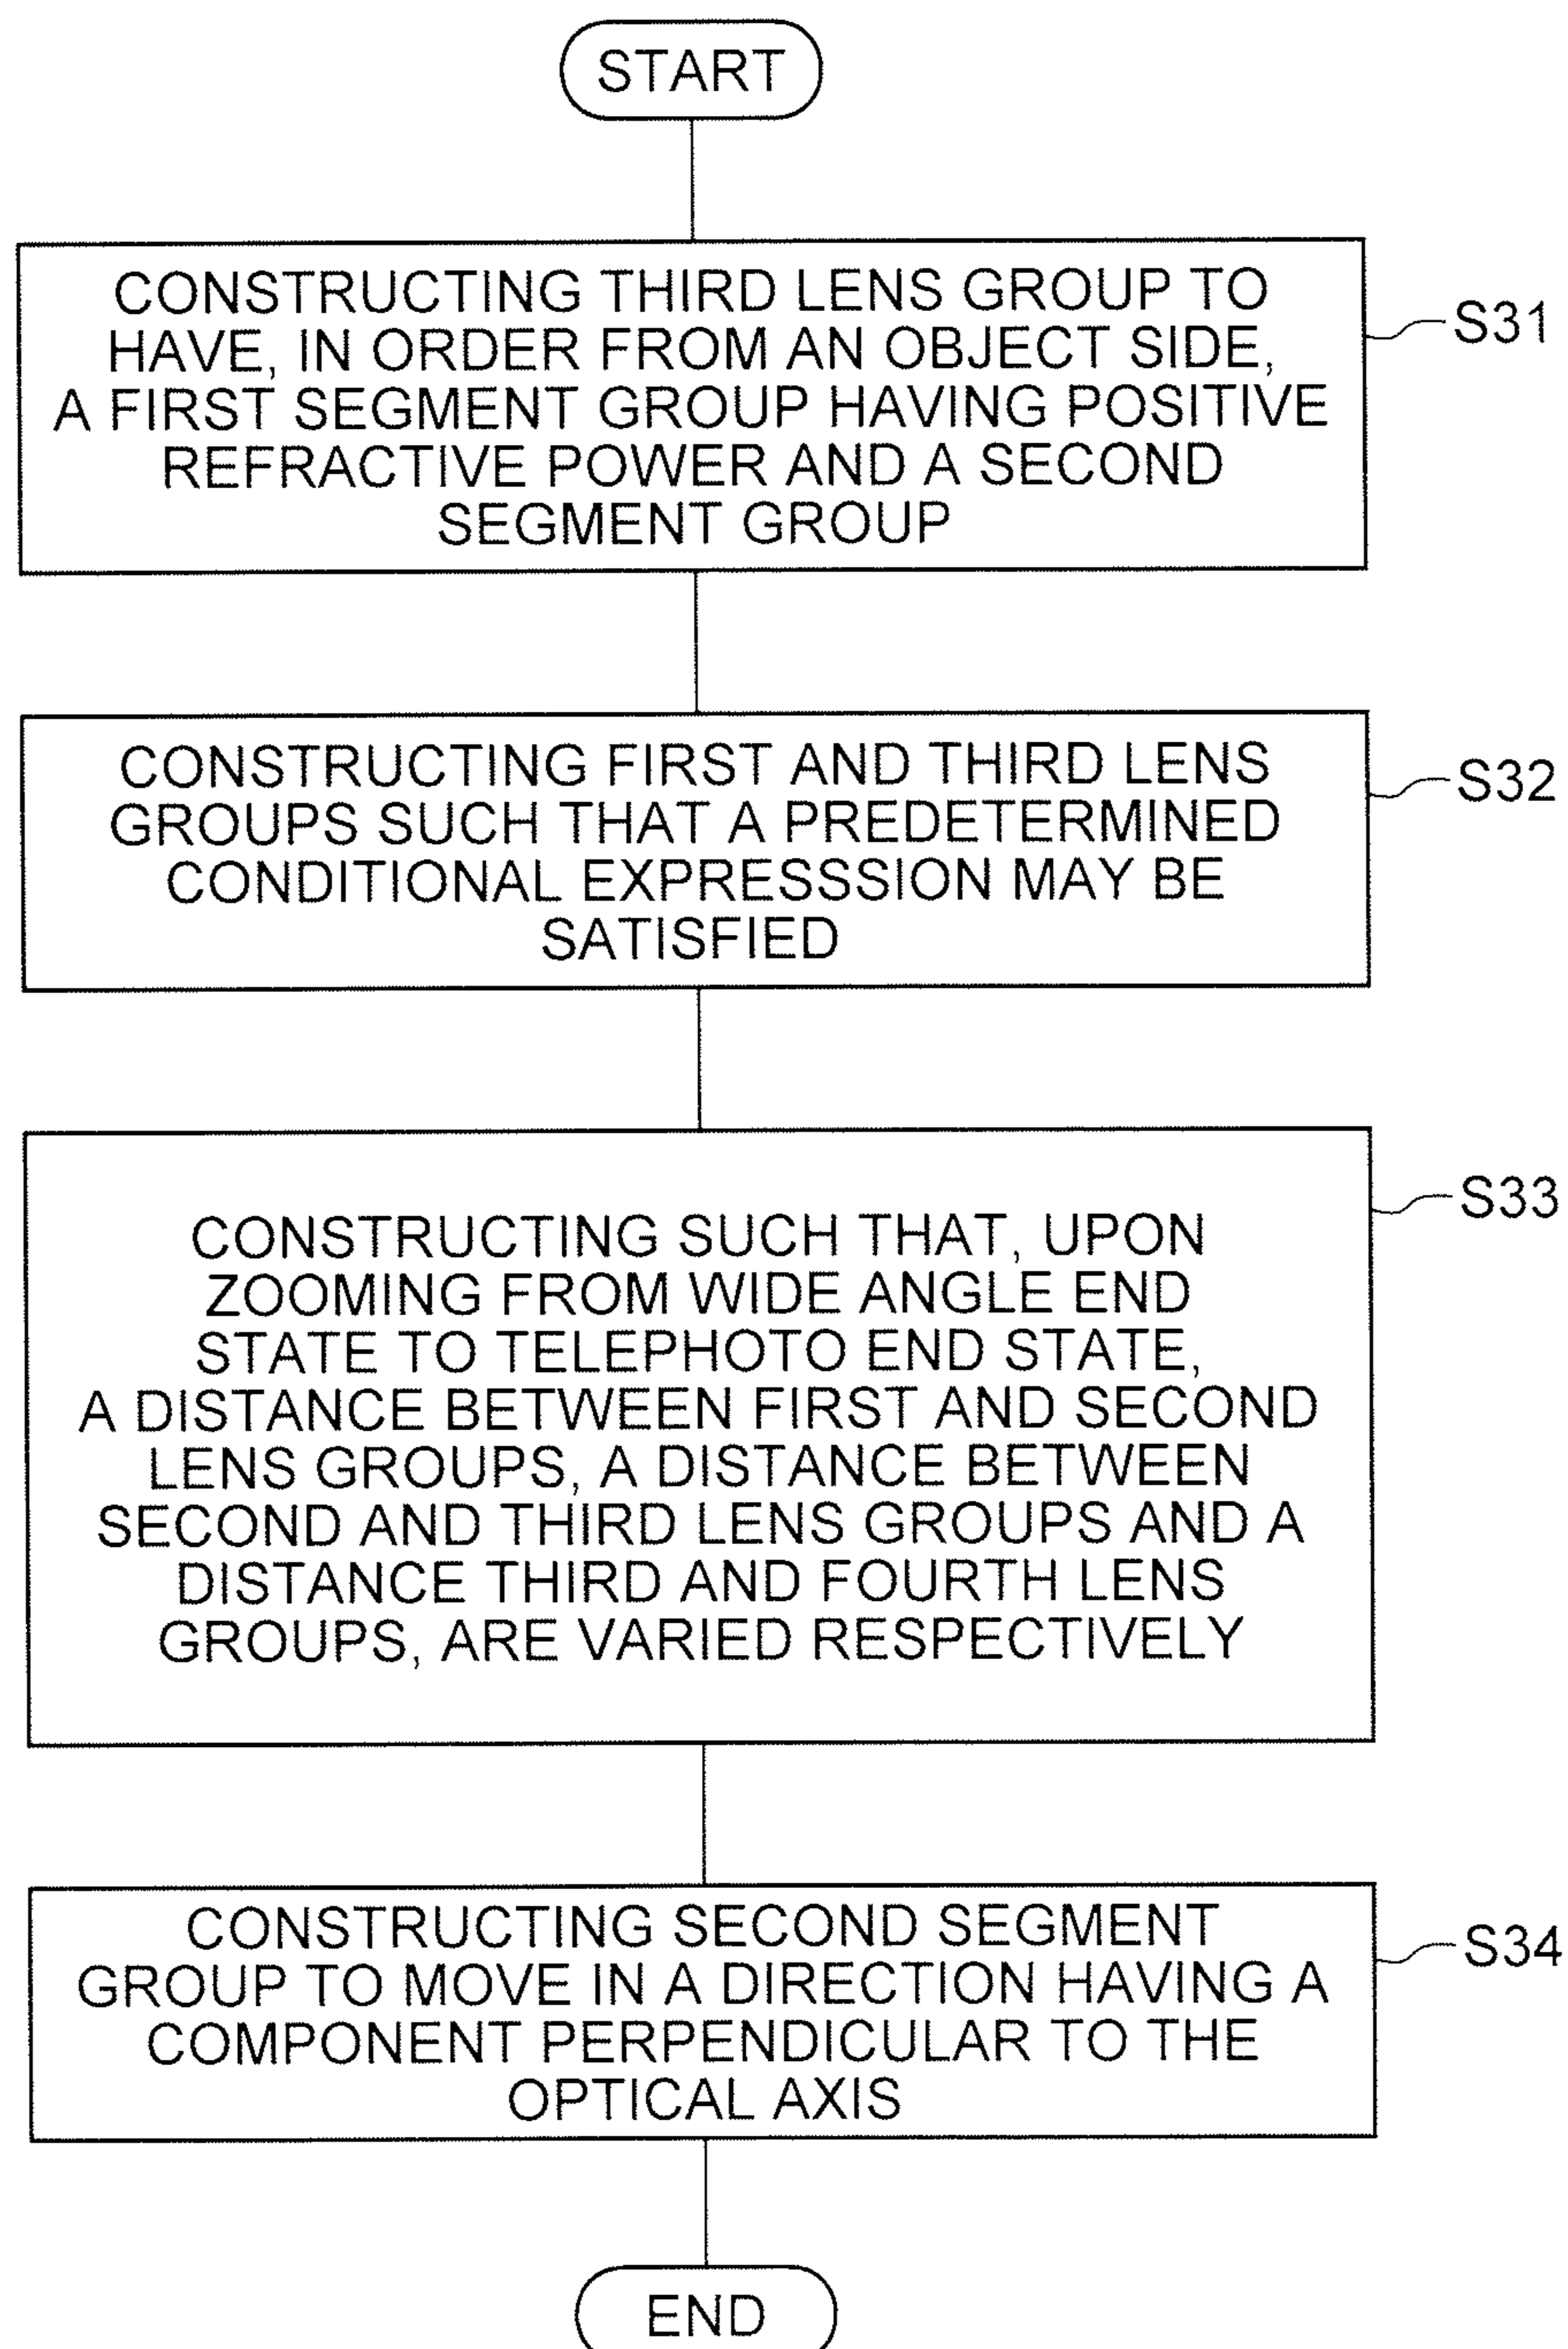 START
CONSTRUCTING THIRD LENS GROUP TO
HAVE, IN ORDER FROM AN OBJECT SIDE,
A FIRST SEGMENT GROUP HAVING POSITIVE
REFRACTIVE POWER AND A SECOND
SEGMENT GROUP
S31
CONSTRUCTING FIRST AND THIRD LENS
GROUPS SUCH THAT A PREDETERMINED
CONDITIONAL EXPRESSSION MAY BE
SATISFIED
S32
CONSTRUCTING SUCH THAT, UPON
ZOOMING FROM WIDE ANGLE END
STATE TO TELEPHOTO END STATE,
A DISTANCE BETWEEN FIRST AND SECOND
LENS GROUPS, A DISTANCE BETWEEN
SECOND AND THIRD LENS GROUPS AND A
DISTANCE THIRD AND FOURTH LENS
GROUPS, ARE VARIED RESPECTIVELY
S33
CONSTRUCTING SECOND SEGMENT
GROUP TO MOVE IN A DIRECTION HAVING A
COMPONENT PERPENDICULAR TO THE
OPTICAL AXIS
S34
END